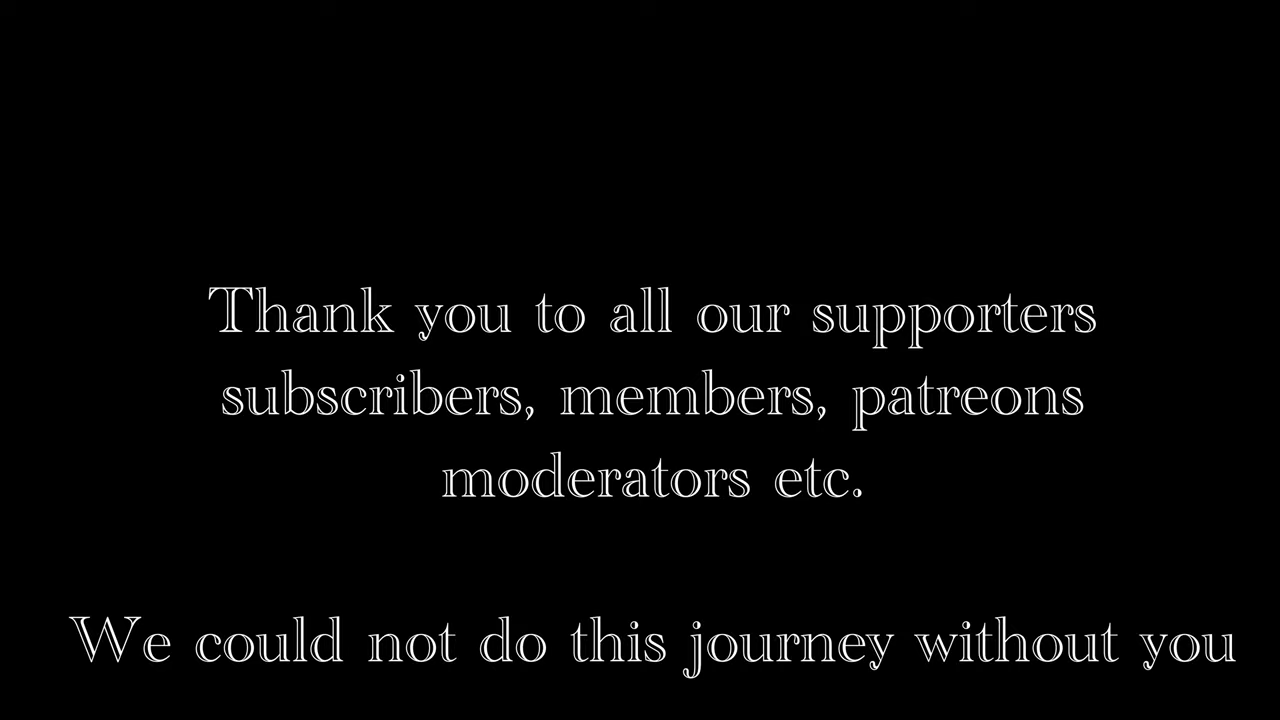 Thank you to all our supporters
subscribers, members, patreons
moderators etc.
We could not do this journey without you